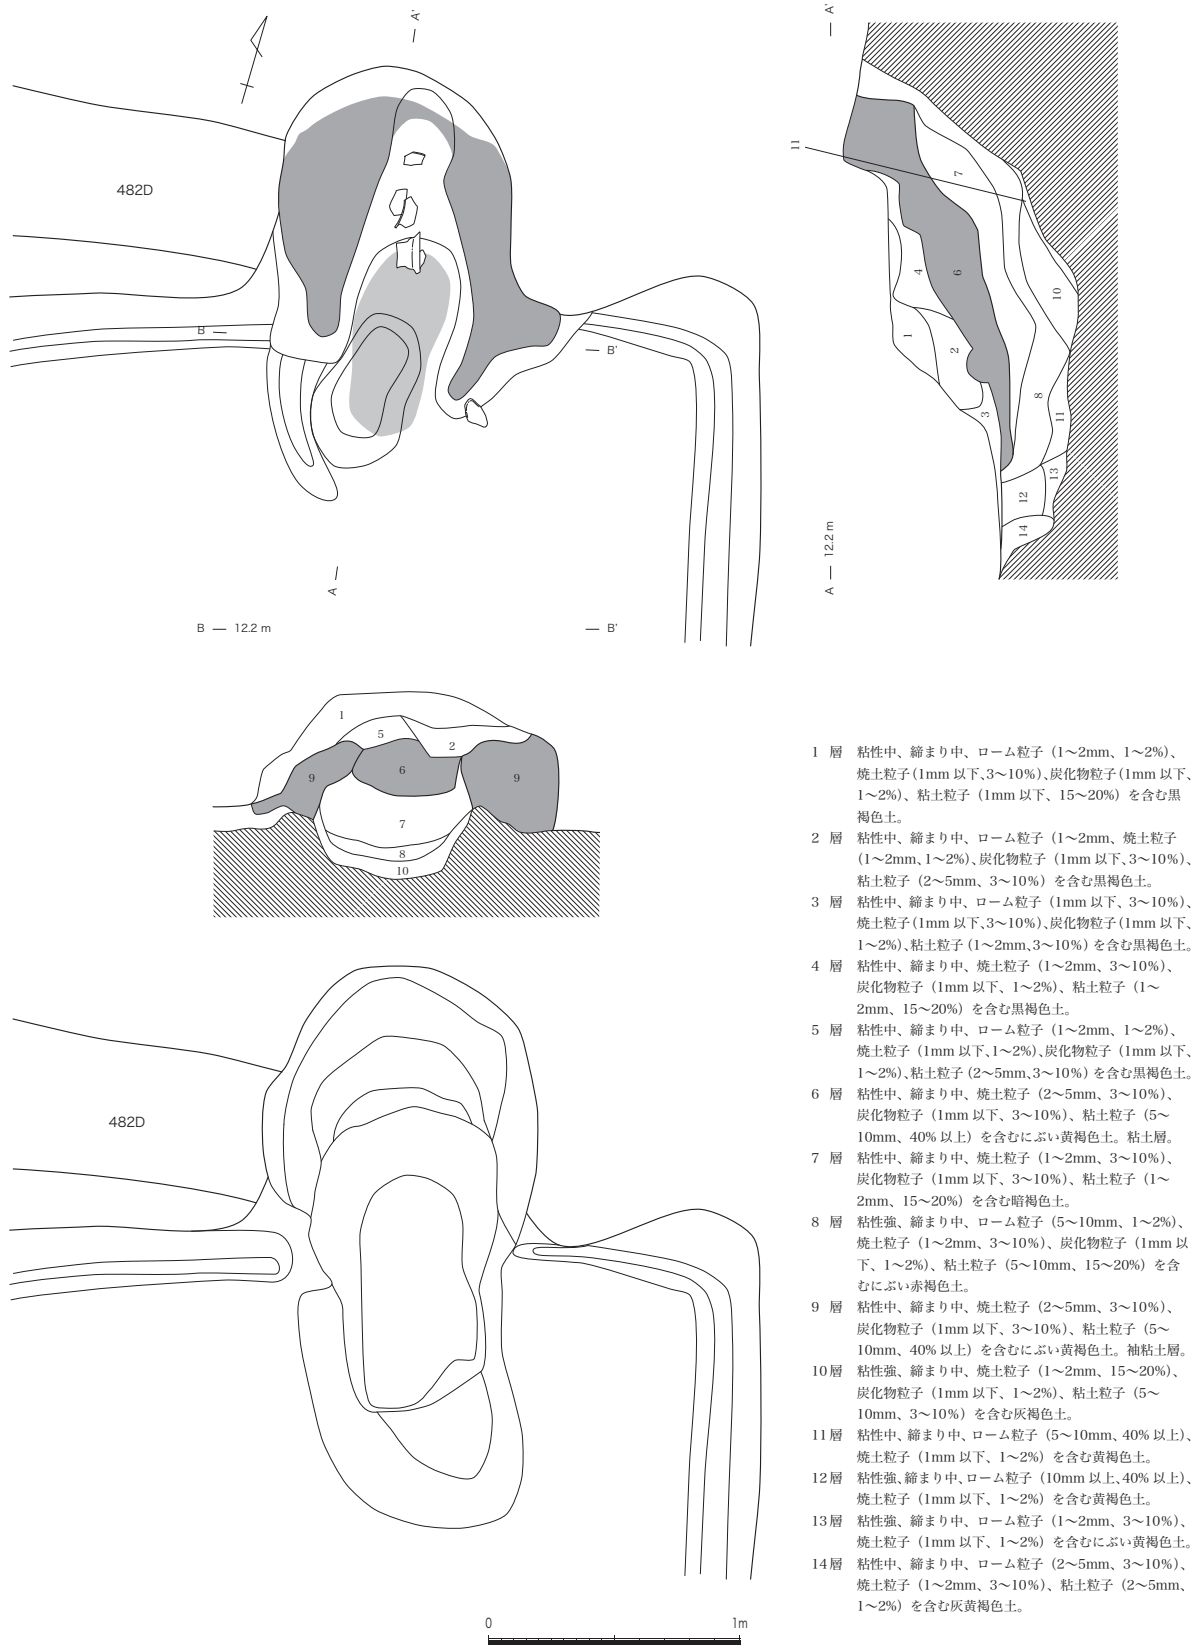 A'
A'
11
482D
7
4
6
10
1
2
8
3
11
13
12
14
B
B'
A
A — 12.2 m
B — 12.2 m
B'
1
5
2
9
6
9
7
8
10
482D
1 層 粘性中、締まり中、ローム粒子（1〜2mm、1〜2%）、
焼土粒子（1mm 以下、3〜10%）、炭化物粒子（1mm 以下、
1〜2%）、粘土粒子（1mm 以下、15〜20%）を含む黒
褐色土。
2 層 粘性中、締まり中、ローム粒子（1〜2mm、焼土粒子
（1〜2mm、1〜2%）、炭化物粒子（1mm 以下、3〜10%）、
粘土粒子（2〜5mm、3〜10%）を含む黒褐色土。
3 層 粘性中、締まり中、ローム粒子（1mm 以下、3〜10%）、
焼土粒子（1mm 以下、3〜10%）、炭化物粒子（1mm 以下、
1〜2%）、粘土粒子（1〜2mm、3〜10%）を含む黒褐色土。
4 層 粘性中、締まり中、焼土粒子（1〜2mm、3〜10%）、
炭化物粒子（1mm 以下、1〜2%）、粘土粒子（1〜
2mm、15〜20%）を含む黒褐色土。
5 層 粘性中、締まり中、ローム粒子（1〜2mm、1〜2%）、
焼土粒子（1mm 以下、1〜2%）、炭化物粒子（1mm 以下、
1〜2%）、粘土粒子（2〜5mm、3〜10%）を含む黒褐色土。
6 層 粘性中、締まり中、焼土粒子（2〜5mm、3〜10%）、
炭化物粒子（1mm 以下、3〜10%）、粘土粒子（5〜
10mm、40% 以上）を含むにぶい黄褐色土。粘土層。
7 層 粘性中、締まり中、焼土粒子（1〜2mm、3〜10%）、
炭化物粒子（1mm 以下、3〜10%）、粘土粒子（1〜
2mm、15〜20%）を含む暗褐色土。
8 層 粘性強、締まり中、ローム粒子（5〜10mm、1〜2%）、
焼土粒子（1〜2mm、3〜10%）、炭化物粒子（1mm 以
下、1〜2%）、粘土粒子（5〜10mm、15〜20%）を含
むにぶい赤褐色土。
9 層 粘性中、締まり中、焼土粒子（2〜5mm、3〜10%）、
炭化物粒子（1mm 以下、3〜10%）、粘土粒子（5〜
10mm、40% 以上）を含むにぶい黄褐色土。袖粘土層。
10層 粘性強、締まり中、焼土粒子（1〜2mm、15〜20%）、
炭化物粒子（1mm 以下、1〜2%）、粘土粒子（5〜
10mm、3〜10%）を含む灰褐色土。
11層 粘性中、締まり中、ローム粒子（5〜10mm、40% 以上）、
焼土粒子（1mm 以下、1〜2%）を含む黄褐色土。
12層 粘性強、締まり中、ローム粒子（10mm 以上、40% 以上）、
焼土粒子（1mm 以下、1〜2%）を含む黄褐色土。
13層 粘性強、締まり中、ローム粒子（1〜2mm、3〜10%）、
焼土粒子（1mm 以下、1〜2%）を含むにぶい黄褐色土。
14層 粘性中、締まり中、ローム粒子（2〜5mm、3〜10%）、
焼土粒子（1〜2mm、3〜10%）、粘土粒子（2〜5mm、
1〜2%）を含む灰黄褐色土。
0 1m